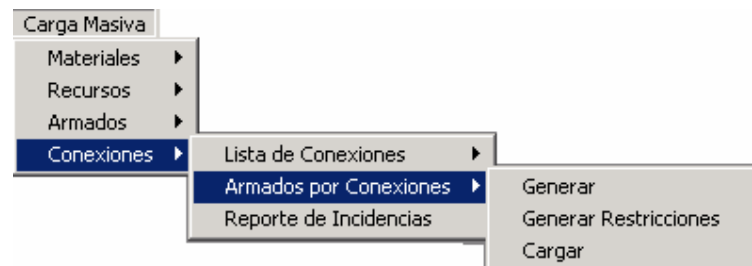 Carga Masiva
Materiales
Recursos
Armados
Conexiones
Lista de Conexiones
Armados por Conexiones
Reporte de Incidencias
Generar
Generar Restricciones
Cargar